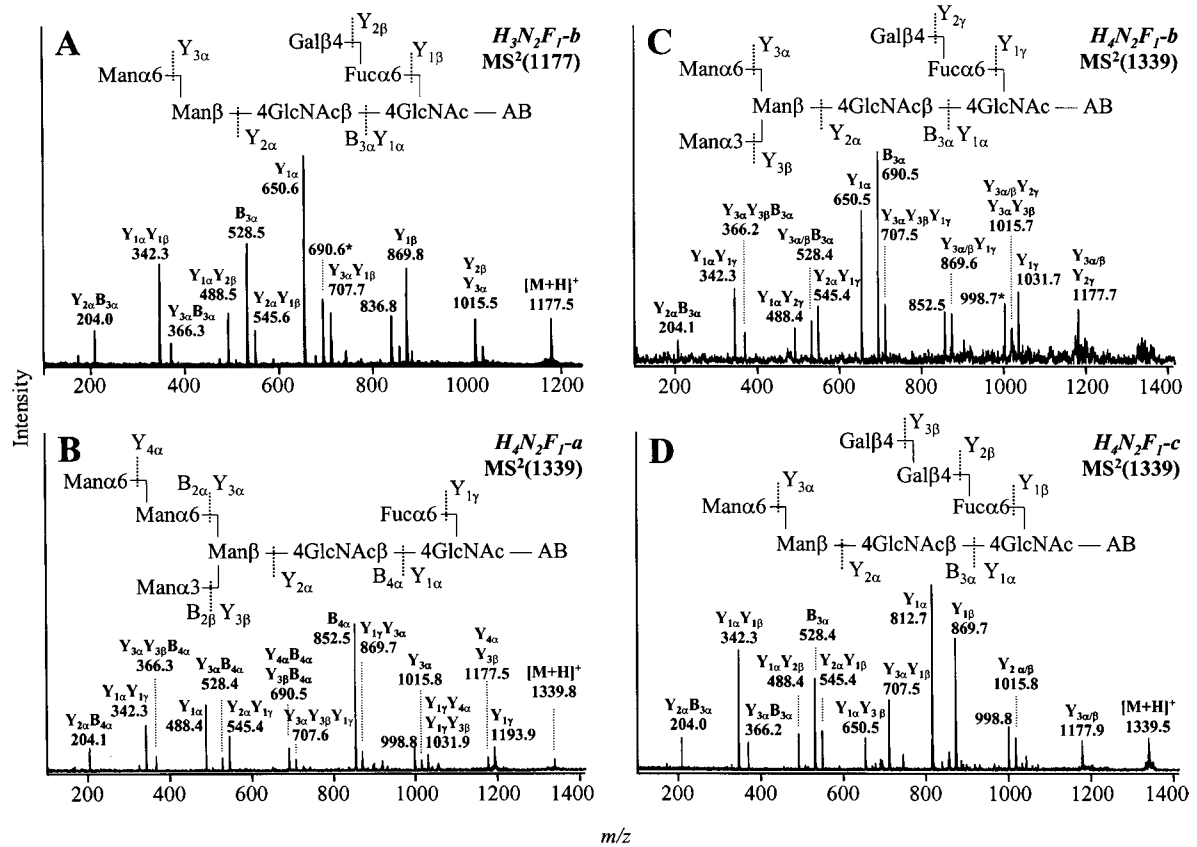 A
H₃N₂F₁-b
MS²(1177)
Y₂β
Galβ4
Y₃α
Y₁β
Manα6
Fucα6
Manβ 4GlcNAcβ 4GlcNAc AB
Y₂α
B₃αY₁α
Y₁α
650.6
B₃α
528.5
Y₁αY₁β
342.3
690.6*
Y₁β
869.8
Y₃αY₁β
707.7
Y₁αY₂β
488.5
Y₂αY₁β
545.6
Y₂αB₃α
204.0
Y₃αB₃α
366.3
836.8
Y₂β
Y₃α
1015.5
[M+H]⁺
1177.5
200 400 600 800 1000 1200
C
H₄N₂F₁-b
MS²(1339)
Y₂γ
Galβ4
Y₃α
Y₁γ
Manα6
Fucα6
Manβ 4GlcNAcβ 4GlcNAc AB
Manα3
Y₂α
B₃α Y₁α
Y₃β
B₃α
690.5
Y₁α
650.5
Y₃αY₃βB₃α
366.2
Y₃αY₃βY₁γ
707.5
Y₃α/βY₂γ
Y₃αY₃β
1015.7
Y₃α/βB₃α
528.4
Y₃α/βY₁γ
869.6
Y₁αY₁γ
342.3
Y₂αY₁γ
545.4
Y₁γ
1031.7
Y₃α/β
Y₂γ
1177.7
Y₂αB₃α
204.1
Y₁αY₂γ
488.4
852.5
998.7*
200 400 600 800 1000 1200 1400
Intensity
B
H₄N₂F₁-a
MS²(1339)
Y₄α
Manα6
B₂α Y₃α
Y₁γ
Manα6
Fucα6
Manβ 4GlcNAcβ 4GlcNAc AB
Manα3
Y₂α
B₄α Y₁α
B₂β Y₃β
B₄α
852.5
Y₁γY₃α
869.7
Y₃αY₃βB₄α
366.3
Y₃αB₄α
528.4
Y₄αB₄α
Y₃βB₄α
690.5
Y₃α
1015.8
Y₄α
Y₃β
1177.5
[M+H]⁺
1339.8
Y₁αY₁γ
342.3
Y₁α
488.4
Y₂αY₁γ
545.4
Y₃αY₃βY₁γ
707.6
Y₁γY₄α
Y₁γY₃β
1031.9
Y₁γ
1193.9
Y₂αB₄α
204.1
998.8
200 400 600 800 1000 1200 1400
D
H₄N₂F₁-c
MS²(1339)
Y₃β
Galβ4
Y₂β
Galβ4
Y₃α
Y₁β
Manα6
Fucα6
Manβ 4GlcNAcβ 4GlcNAc AB
Y₂α
B₃α Y₁α
Y₁α
812.7
Y₁β
869.7
Y₁αY₁β
342.3
B₃α
528.4
Y₁αY₂β
488.4
Y₂αY₁β
545.4
Y₃αY₁β
707.5
Y₂α/β
1015.8
Y₂αB₃α
204.0
Y₃αB₃α
366.2
Y₁αY₃β
650.5
998.8
Y₃α/β
1177.9
[M+H]⁺
1339.5
200 400 600 800 1000 1200 1400
m/z